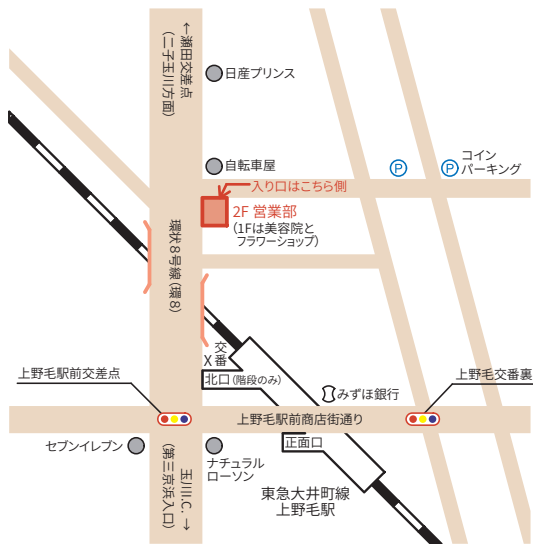 ←瀬田交差点
（二子玉川方面）
日産プリンス
自転車屋
コイン
パーキング
P
P
入り口はこちら側
2F 営業部
（1Fは美容院と
フラワーショップ）
環状８号線（環８）
交
X番
北口（階段のみ）
上野毛駅前交差点
上野毛交番裏
みずほ銀行
上野毛駅前商店街通り
セブンイレブン
正面口
ナチュラル
ローソン
玉川I.C. →
（第三京浜入口）
東急大井町線
上野毛駅